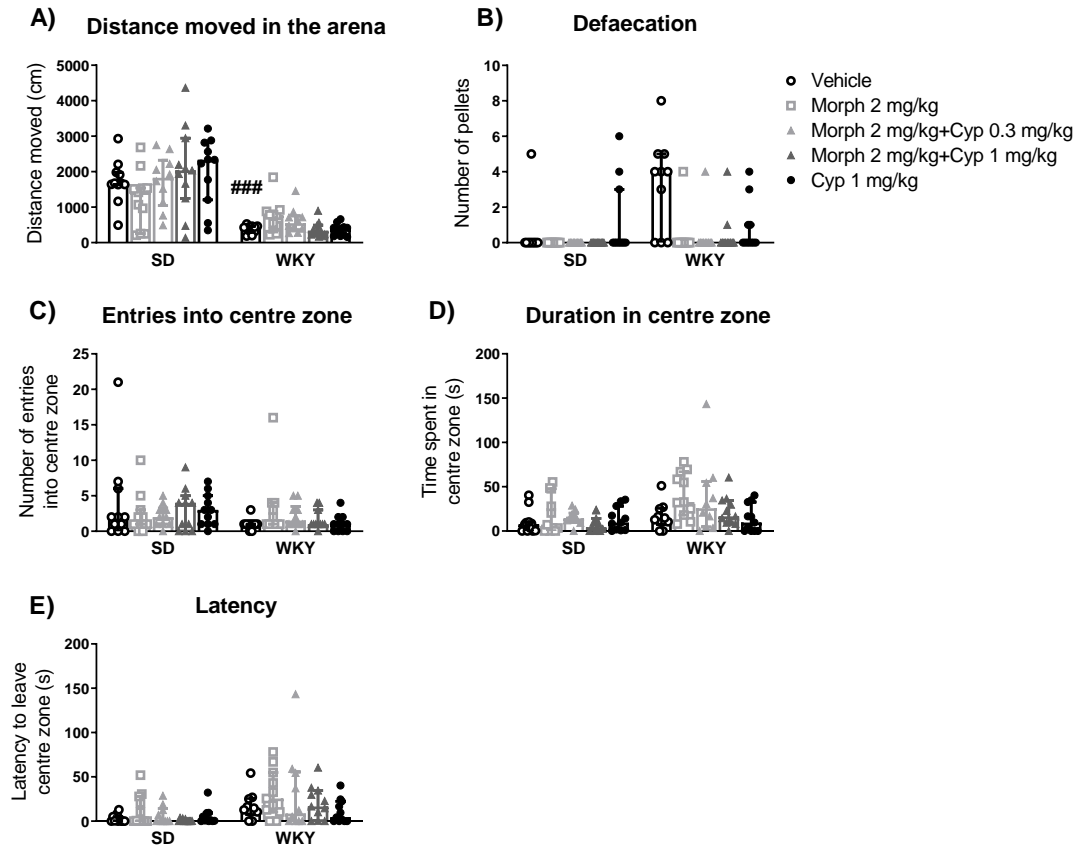 A) Distance moved in the arena
Distance moved (cm)
5000
4000
3000
2000
1000
0
###
SD WKY
B) Defaecation
Number of pellets
10
8
6
4
2
0
SD WKY
Vehicle
Morph 2 mg/kg
Morph 2 mg/kg+Cyp 0.3 mg/kg
Morph 2 mg/kg+Cyp 1 mg/kg
Cyp 1 mg/kg
C) Entries into centre zone
Number of entries
into centre zone
25
20
15
10
5
0
SD WKY
D) Duration in centre zone
Time spent in
centre zone (s)
200
150
100
50
0
SD WKY
E) Latency
Latency to leave
centre zone (s)
200
150
100
50
0
SD WKY